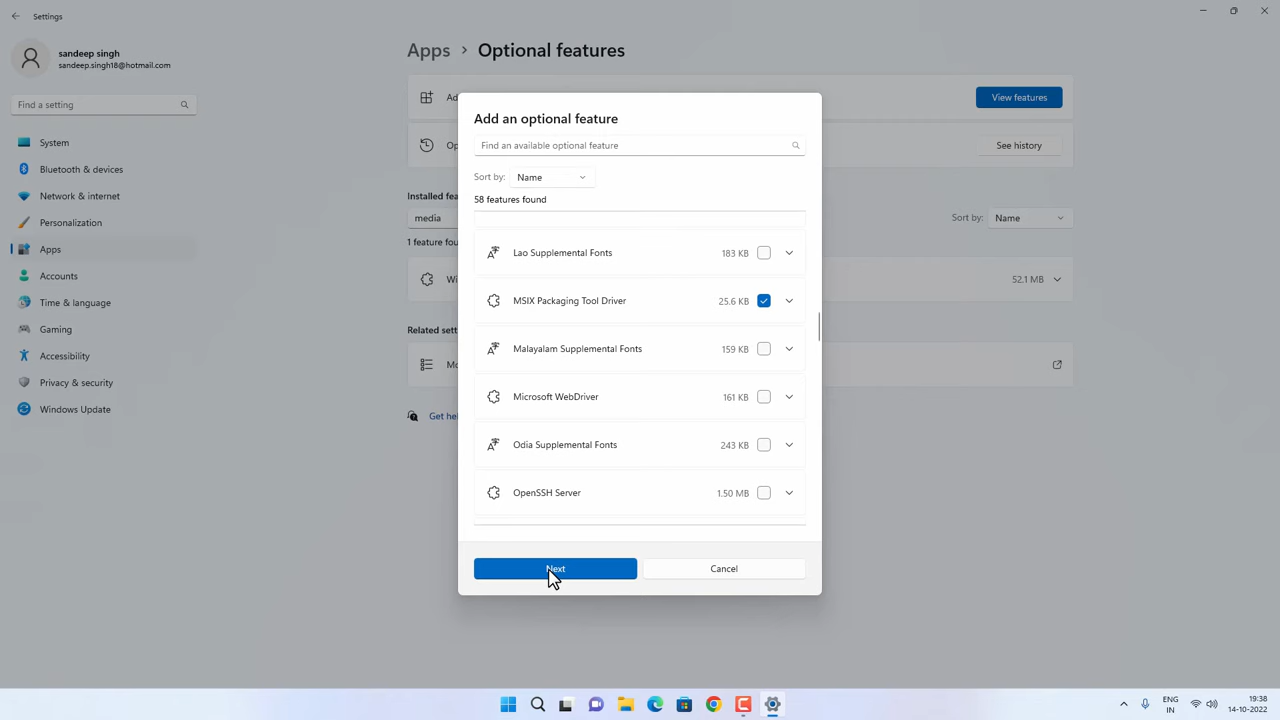 Settings
sandeep singh
sandeep.singh18@hotmail.com
Find a setting
System
Bluetooth & devices
Network & internet
Personalization
Apps
Accounts
Time & language
Gaming
Accessibility
Privacy & security
Windows Update
Apps > Optional features
Ad
View features
Op
See history
Installed fea
media
Sort by: Name
1 feature fou
Wi
52.1 MB
Related sett
Mo
Get hel
Add an optional feature
Find an available optional feature
Sort by: Name
58 features found
Lao Supplemental Fonts 183 KB
MSIX Packaging Tool Driver 25.6 KB
Malayalam Supplemental Fonts 159 KB
Microsoft WebDriver 161 KB
Odia Supplemental Fonts 243 KB
OpenSSH Server 1.50 MB
Next
Cancel
ENG
IN
19:38
14-10-2022